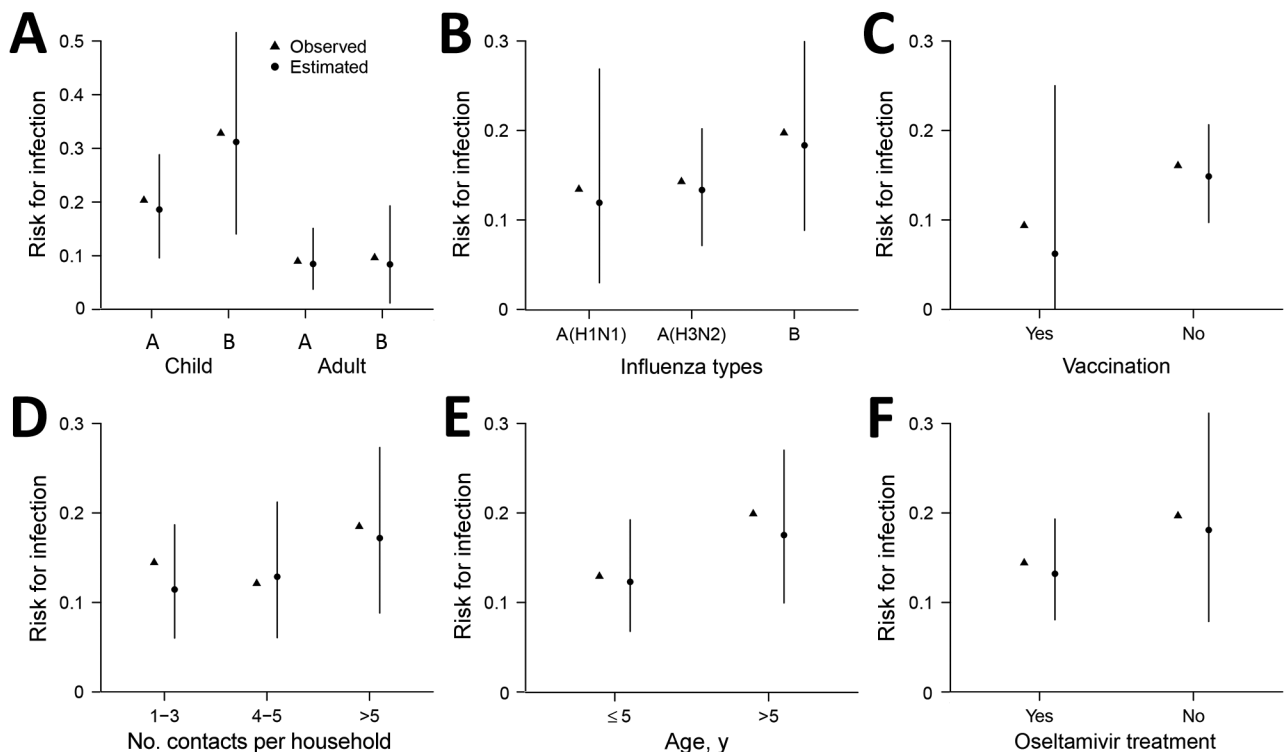 A
Risk for infection
0.5
0.4
0.3
0.2
0.1
0
Observed
Estimated
A B A B
Child Adult
B
Risk for infection
0.3
0.2
0.1
0
A(H1N1) A(H3N2) B
Influenza types
C
Risk for infection
0.3
0.2
0.1
0
Yes No
Vaccination
D
Risk for infection
0.3
0.2
0.1
0
1−3 4−5 >5
No. contacts per household
E
Risk for infection
0.3
0.2
0.1
0
≤ 5 >5
Age, y
F
Risk for infection
0.3
0.2
0.1
0
Yes No
Oseltamivir treatment